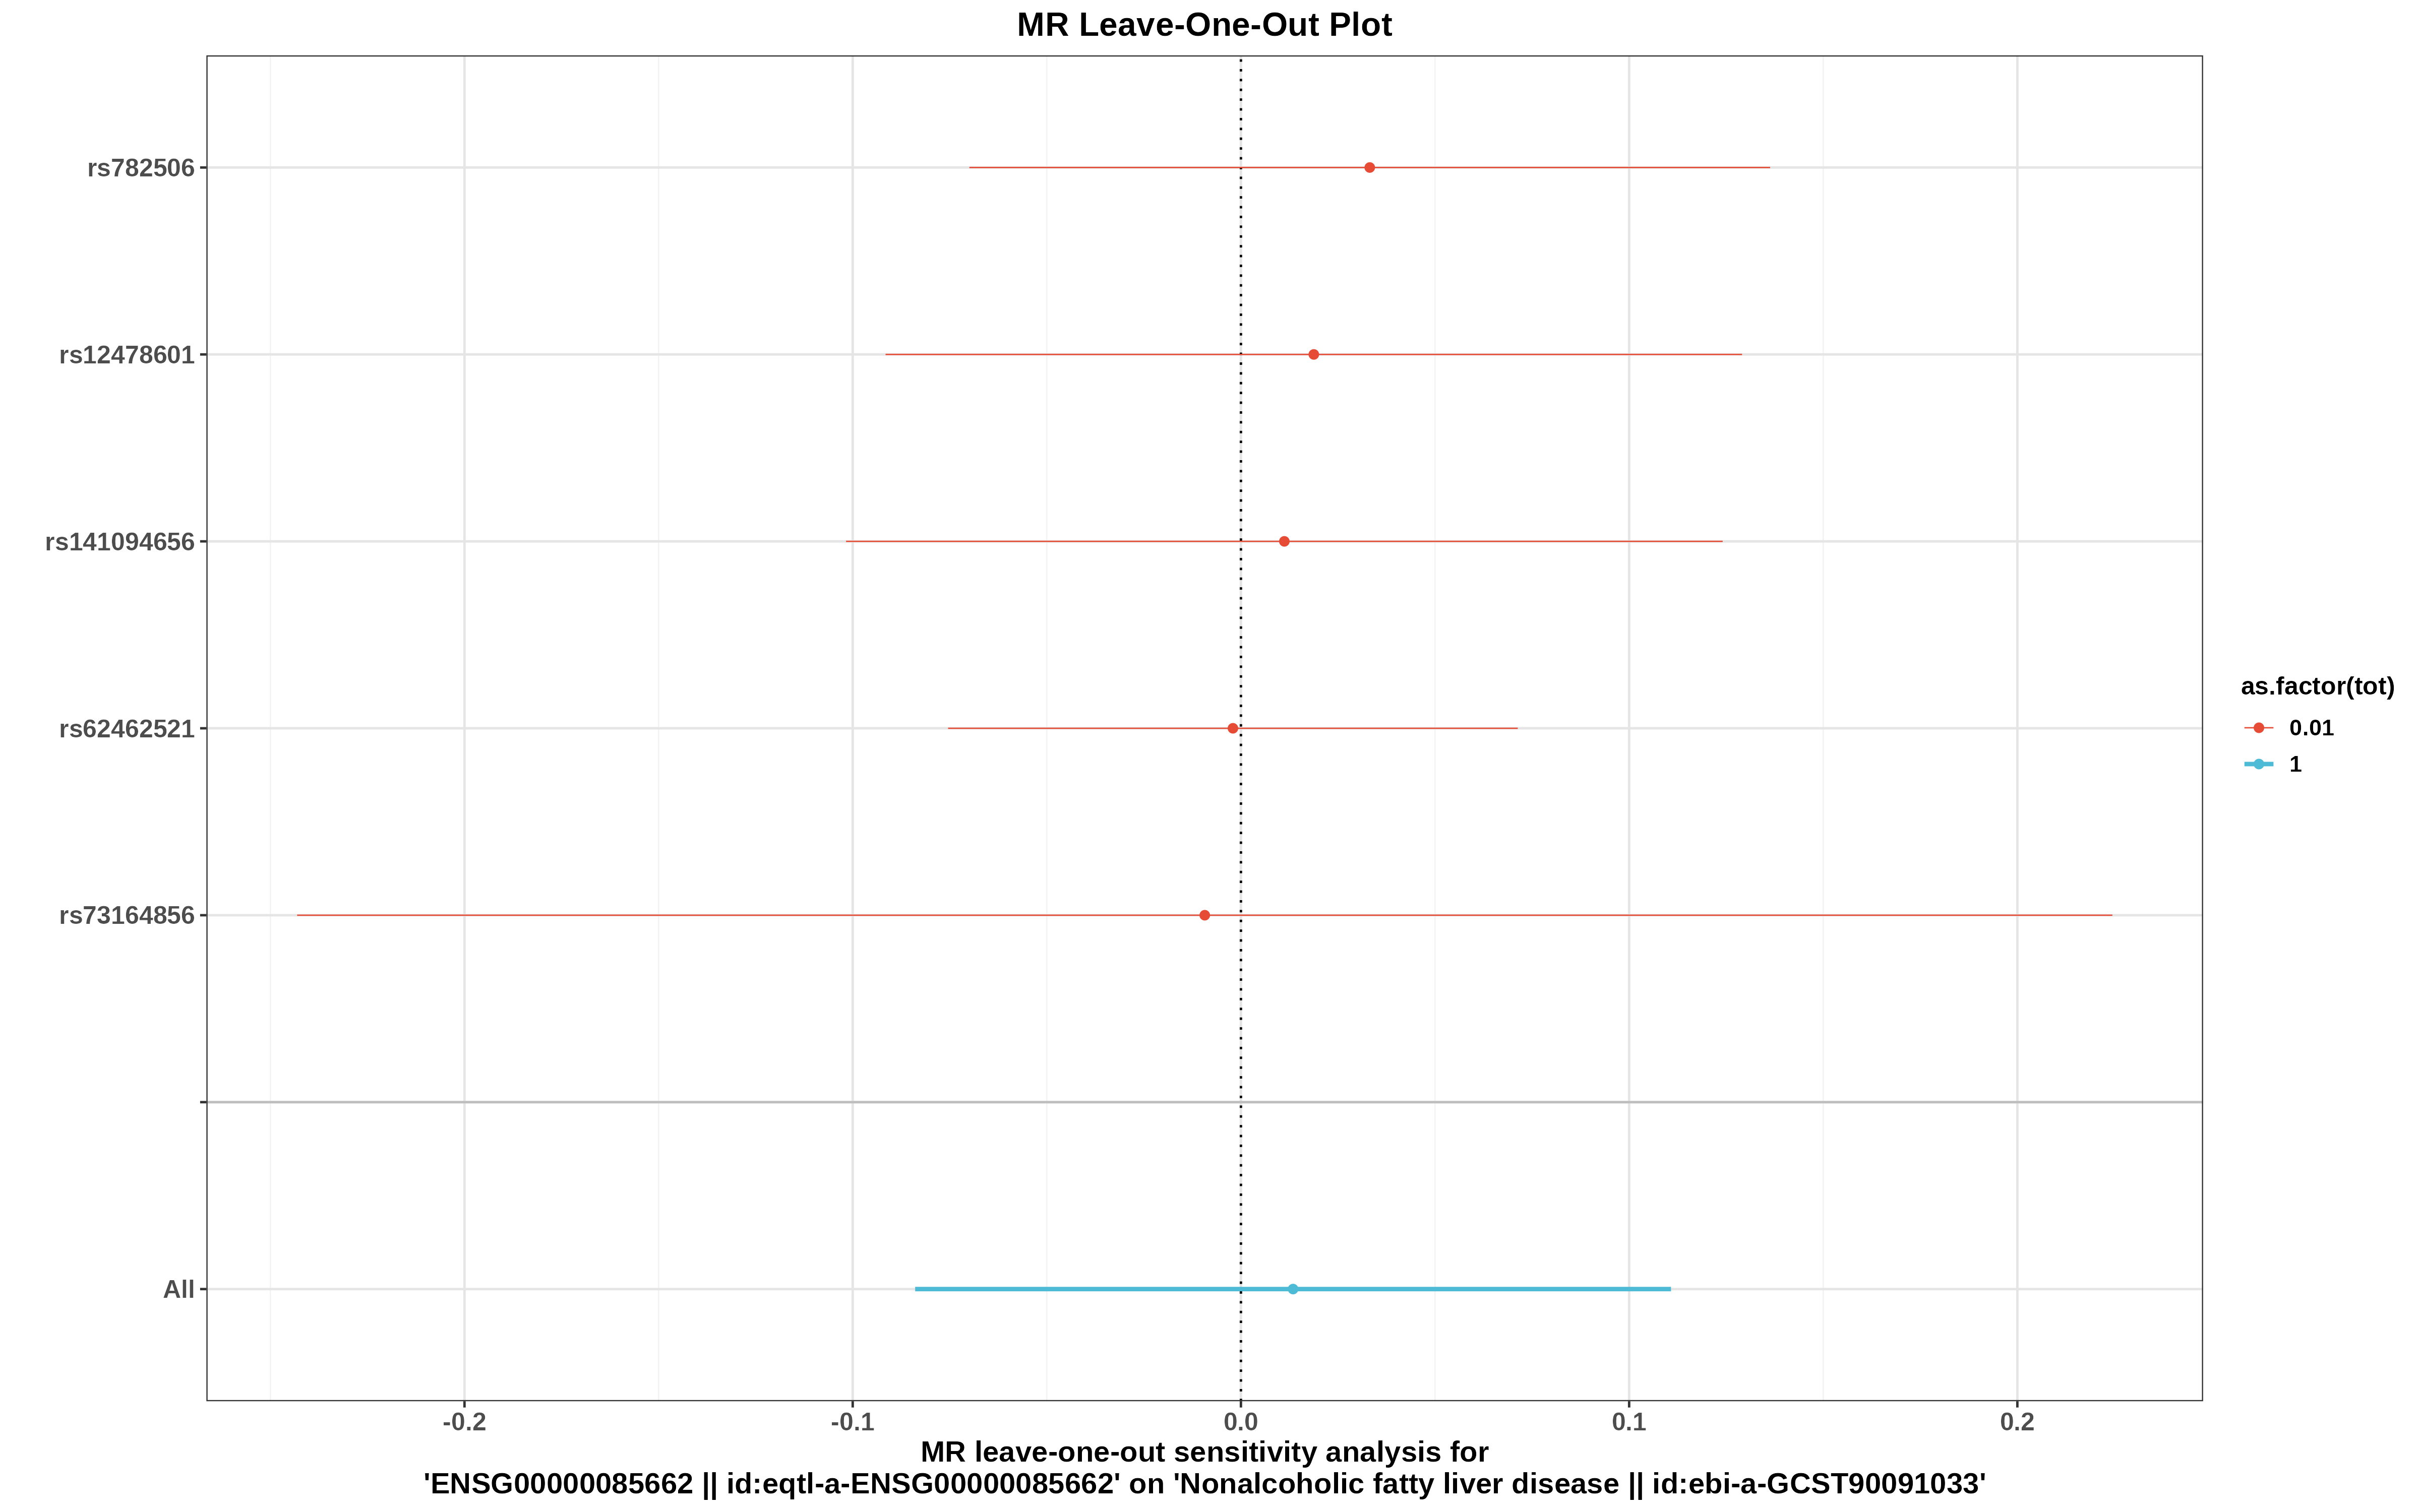 MR Leave-One-Out Plot
rs782506
rs12478601
rs141094656
rs62462521
rs73164856
All
-0.2 -0.1 0.0 0.1 0.2
MR leave-one-out sensitivity analysis for
'ENSG00000085662 || id:eqtl-a-ENSG00000085662' on 'Nonalcoholic fatty liver disease || id:ebi-a-GCST90091033'
as.factor(tot)
0.01
1